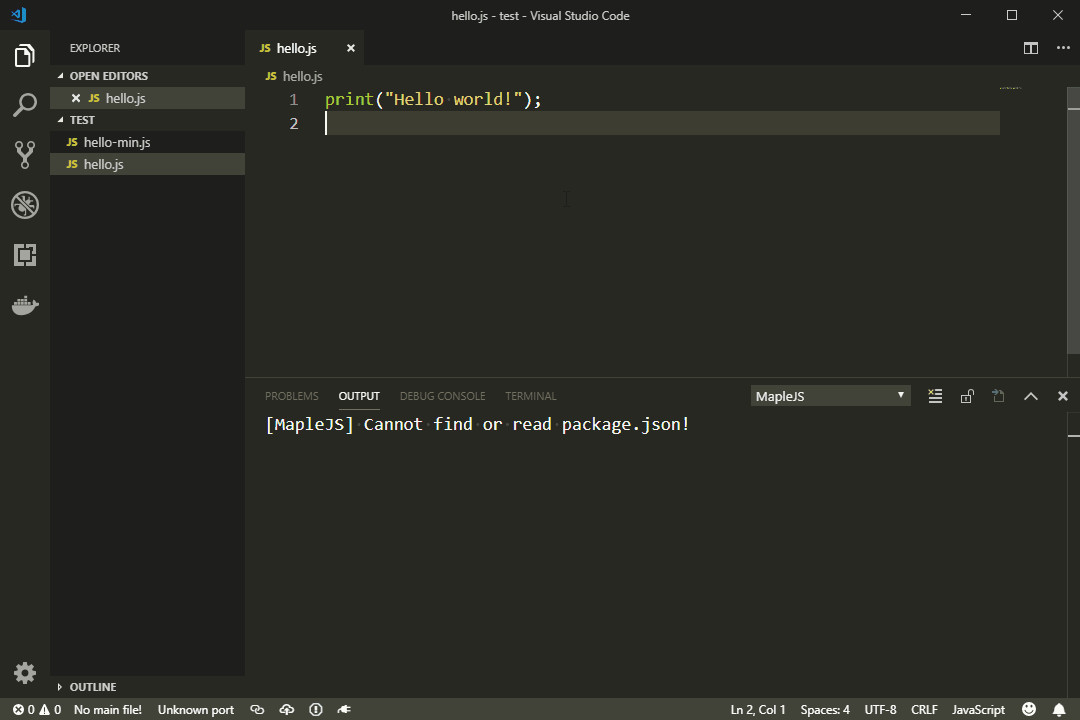 hello.js - test - Visual Studio Code
EXPLORER
OPEN EDITORS
JS hello.js
TEST
JS hello-min.js
JS hello.js
OUTLINE
JS hello.js
JS hello.js
1 print("Hello world!");
2
PROBLEMS OUTPUT DEBUG CONSOLE TERMINAL MapleJS
[MapleJS] Cannot find or read package.json!
0 0 No main file! Unknown port Ln 2, Col 1 Spaces: 4 UTF-8 CRLF JavaScript